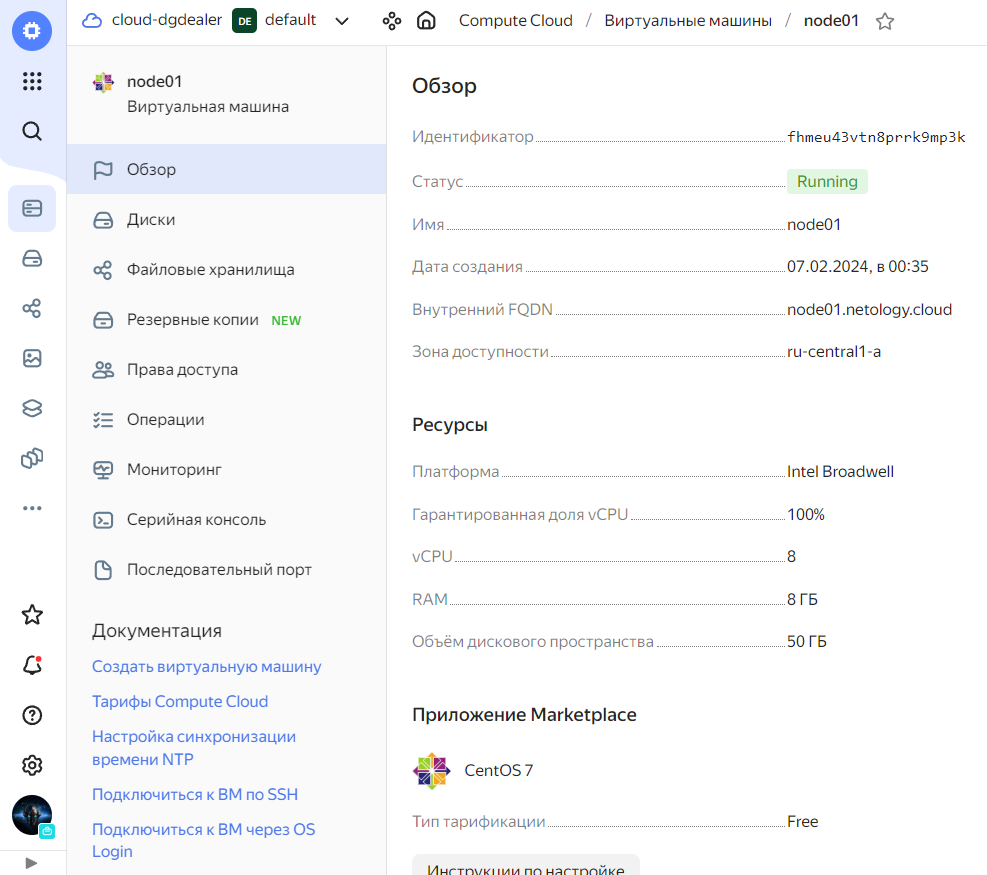 cloud-dgdealer DE default Compute Cloud / Виртуальные машины / node01
node01
Виртуальная машина
Обзор
Диски
Файловые хранилища
Резервные копии NEW
Права доступа
Операции
Мониторинг
Серийная консоль
Последовательный порт
Документация
Создать виртуальную машину
Тарифы Compute Cloud
Настройка синхронизации
времени NTP
Подключиться к ВМ по SSH
Подключиться к ВМ через OS
Login
Обзор
Идентификатор fhmeu43vtn8prrk9mp3k
Статус Running
Имя node01
Дата создания 07.02.2024, в 00:35
Внутренний FQDN node01.netology.cloud
Зона доступности ru-central1-a
Ресурсы
Платформа Intel Broadwell
Гарантированная доля vCPU 100%
vCPU 8
RAM 8 ГБ
Объём дискового пространства 50 ГБ
Приложение Marketplace
CentOS 7
Тип тарификации Free
Инструкции по настройке